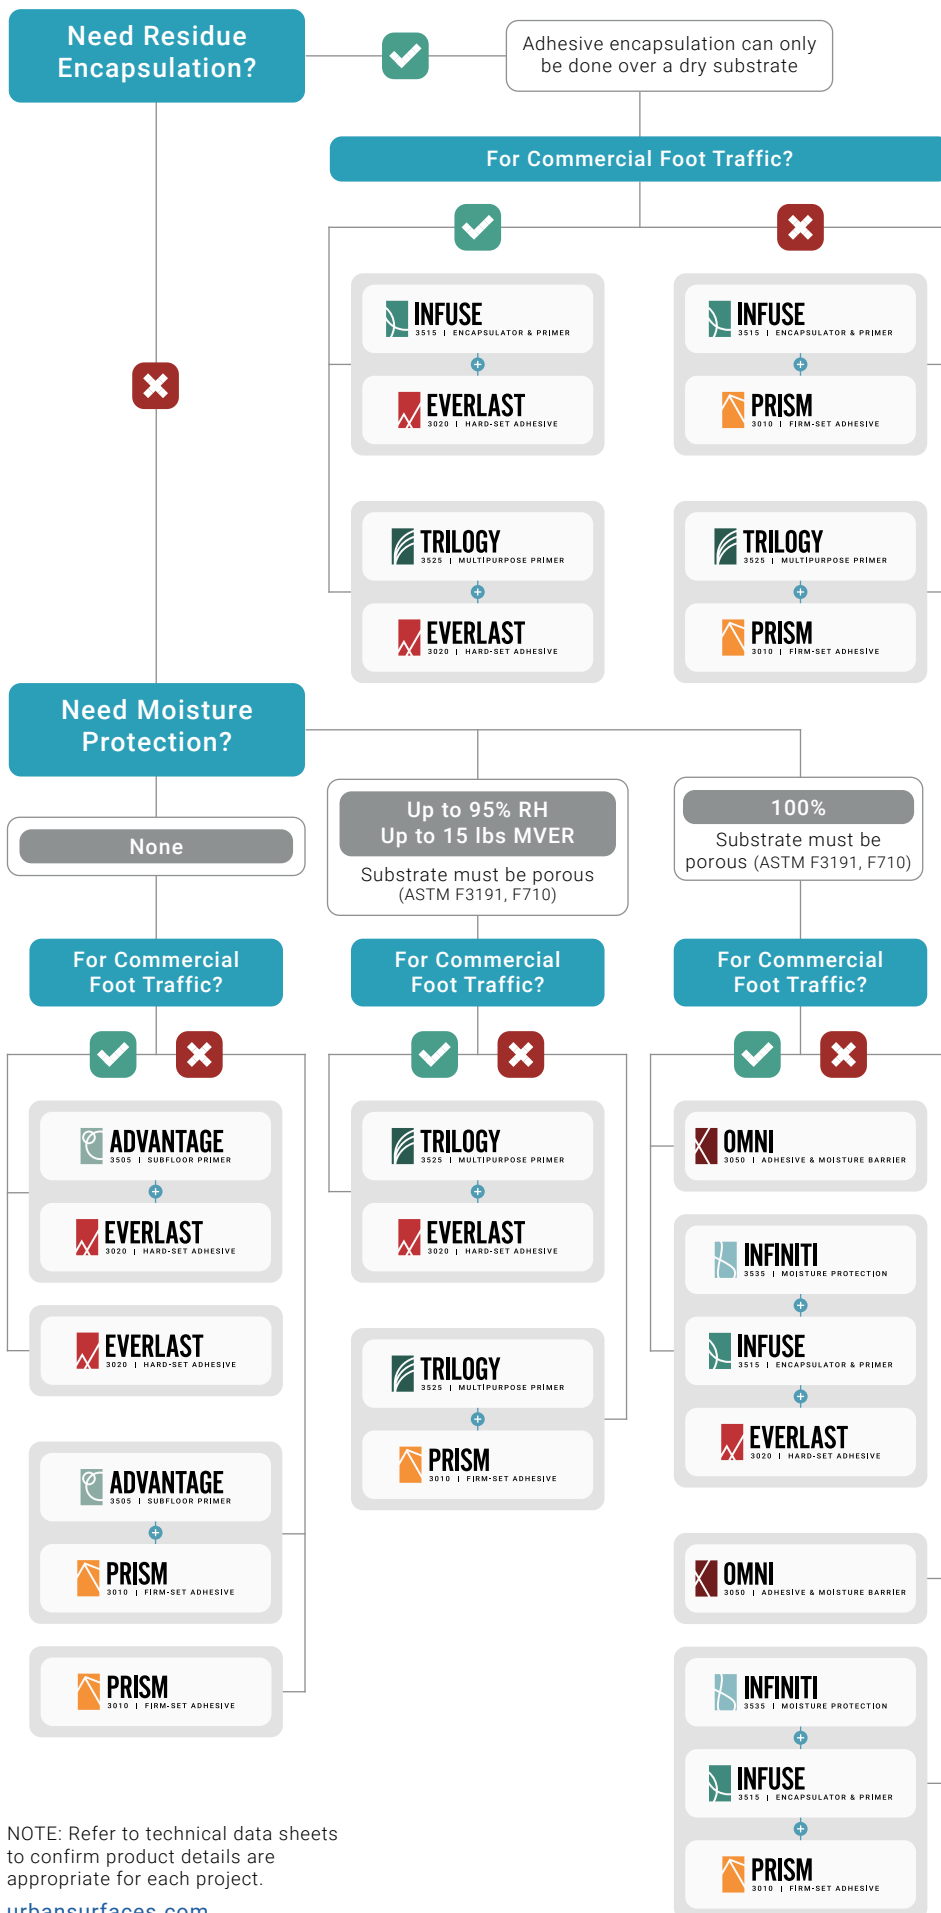 Need Residue
Encapsulation?
Adhesive encapsulation can only
be done over a dry substrate
For Commercial Foot Traffic?
INFUSE
3515 | ENCAPSULATOR & PRIMER
EVERLAST
3020 | HARD-SET ADHESIVE
INFUSE
3515 | ENCAPSULATOR & PRIMER
PRISM
3010 | FIRM-SET ADHESIVE
TRILOGY
3525 | MULTIPURPOSE PRIMER
EVERLAST
3020 | HARD-SET ADHESIVE
TRILOGY
3525 | MULTIPURPOSE PRIMER
PRISM
3010 | FIRM-SET ADHESIVE
Need Moisture
Protection?
None
For Commercial
Foot Traffic?
ADVANTAGE
3505 | SUBFLOOR PRIMER
EVERLAST
3020 | HARD-SET ADHESIVE
EVERLAST
3020 | HARD-SET ADHESIVE
ADVANTAGE
3505 | SUBFLOOR PRIMER
PRISM
3010 | FIRM-SET ADHESIVE
PRISM
3010 | FIRM-SET ADHESIVE
Up to 95% RH
Up to 15 lbs MVER
Substrate must be porous
(ASTM F3191, F710)
For Commercial
Foot Traffic?
TRILOGY
3525 | MULTIPURPOSE PRIMER
EVERLAST
3020 | HARD-SET ADHESIVE
TRILOGY
3525 | MULTIPURPOSE PRIMER
PRISM
3010 | FIRM-SET ADHESIVE
100%
Substrate must be
porous (ASTM F3191, F710)
For Commercial
Foot Traffic?
OMNI
3050 | ADHESIVE & MOISTURE BARRIER
INFINITI
3535 | MOISTURE PROTECTION
INFUSE
3515 | ENCAPSULATOR & PRIMER
EVERLAST
3020 | HARD-SET ADHESIVE
OMNI
3050 | ADHESIVE & MOISTURE BARRIER
INFINITI
3535 | MOISTURE PROTECTION
INFUSE
3515 | ENCAPSULATOR & PRIMER
PRISM
3010 | FIRM-SET ADHESIVE
NOTE: Refer to technical data sheets
to confirm product details are
appropriate for each project.
urbansurfaces.com